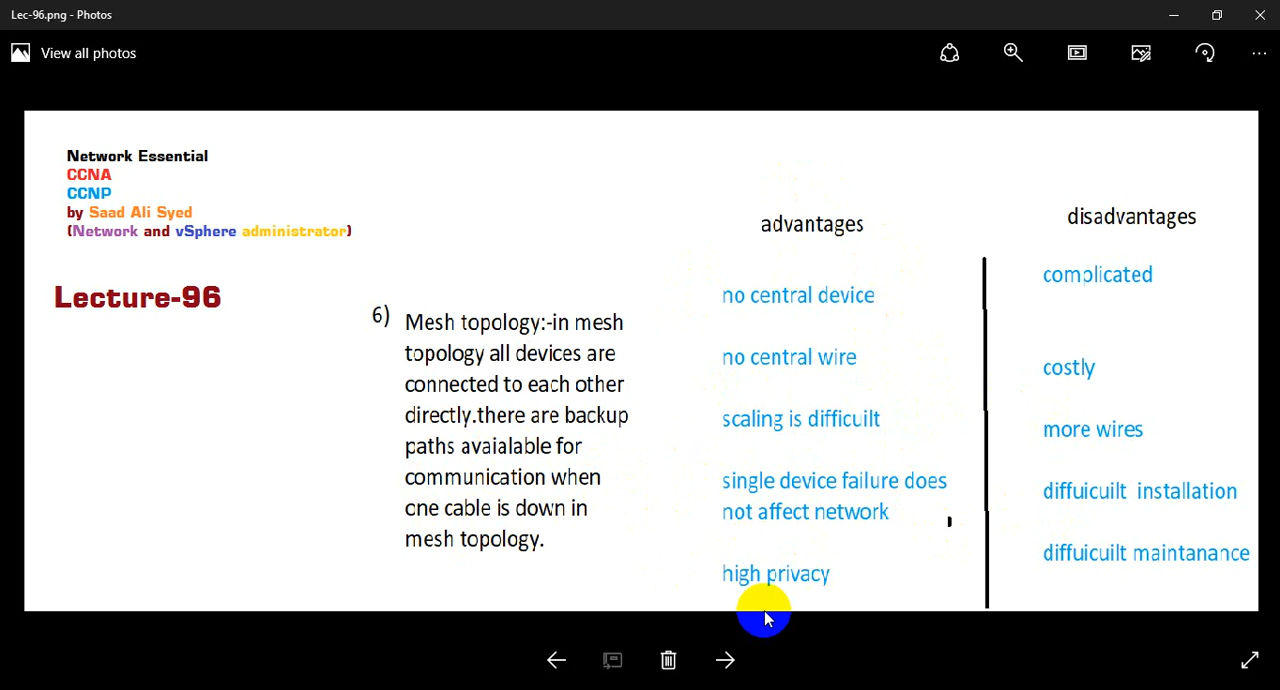 Lec-96.png - Photos
View all photos
Network Essential
CCNA
CCNP
by Saad Ali Syed
(Network and vSphere administrator)
Lecture-96
6)
Mesh topology:-in mesh
topology all devices are
connected to each other
directly.there are backup
paths avaialable for
communication when
one cable is down in
mesh topology.
advantages
no central device
no central wire
scaling is difficuilt
single device failure does
not affect network
high privacy
disadvantages
complicated
costly
more wires
diffuicuilt installation
diffuicuilt maintanance